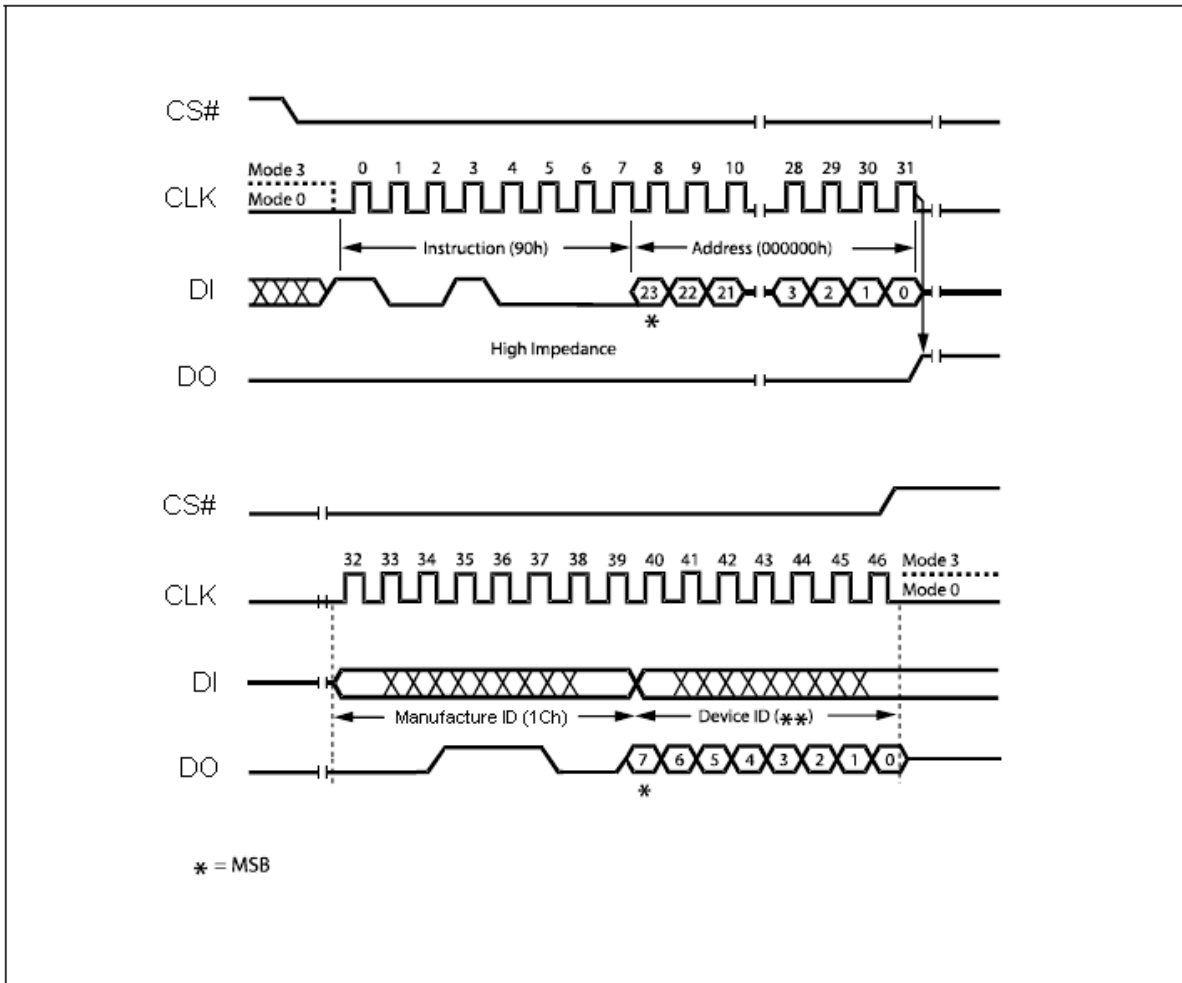 CS#
Mode 3
0 1 2 3 4 5 6 7 8 9 10 28 29 30 31
CLK
Mode 0
Instruction (90h) Address (000000h)
DI
23 22 21 3 2 1 0
*
High Impedance
DO
CS#
32 33 34 35 36 37 38 39 40 41 42 43 44 45 46
Mode 3
CLK
Mode 0
DI
Manufacture ID (1Ch) Device ID (**)
DO
7 6 5 4 3 2 1 0
*
* = MSB